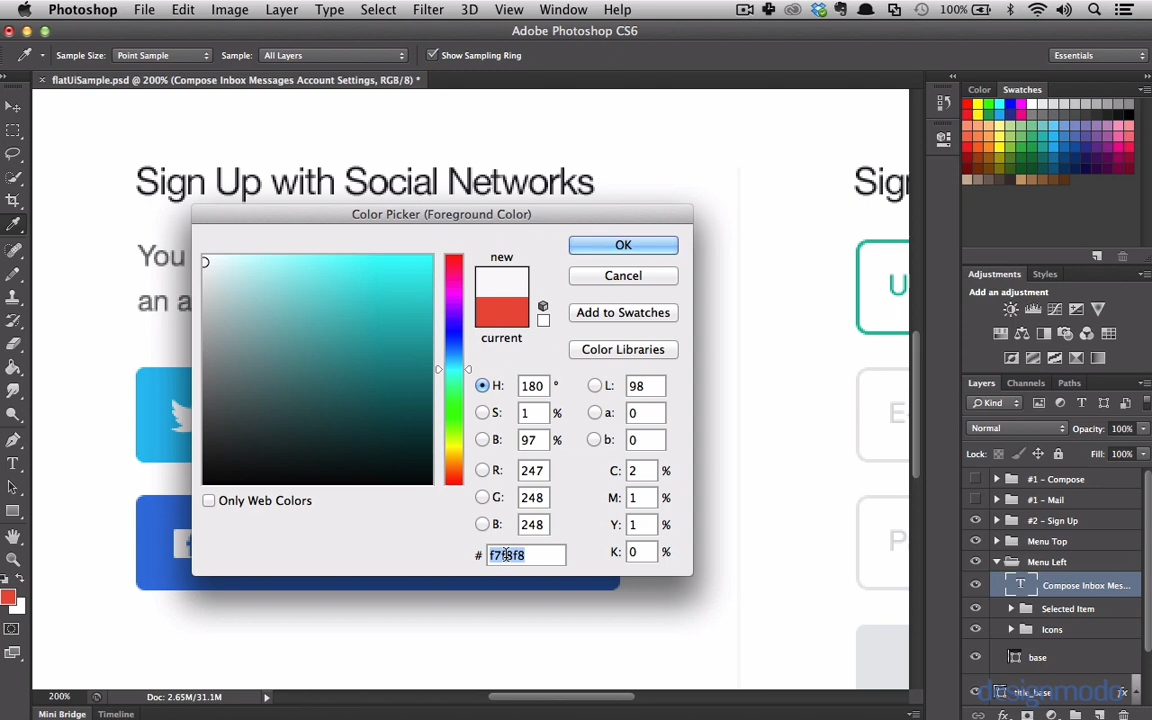 Photoshop File Edit Image Layer Type Select Filter 3D View Window Help 100%
Adobe Photoshop CS6
Sample Size: Point Sample Sample: All Layers Show Sampling Ring Essentials
flatUiSample.psd @ 200% (Compose Inbox Messages Account Settings, RGB/8) *
Color Swatches
Sign Up with Social Networks
Sig
Color Picker (Foreground Color)
You
an a
new
current
OK
Cancel
Add to Swatches
Color Libraries
H: 180 ° L: 98
S: 1 % a: 0
B: 97 % b: 0
R: 247 C: 2 %
G: 248 M: 1 %
B: 248 Y: 1 %
# f7f8f8 K: 0 %
Only Web Colors
U
E
P
Adjustments Styles
Add an adjustment
Layers Channels Paths
Kind
Normal Opacity: 100%
Lock: Fill: 100%
#1 - Compose
#1 - Mail
#2 - Sign Up
Menu Top
Menu Left
T Compose Inbox Mes...
Selected Item
Icons
base
title_base fx
designmodo
200% Doc: 2.65M/31.1M
Mini Bridge Timeline